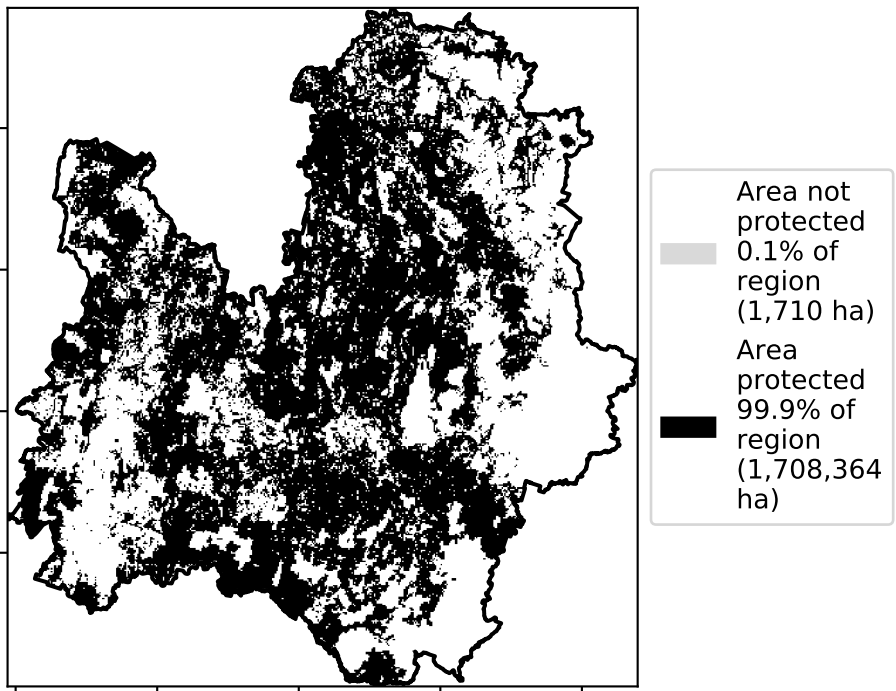 Area not
protected
0.1% of
region
(1,710 ha)
Area
protected
99.9% of
region
(1,708,364
ha)